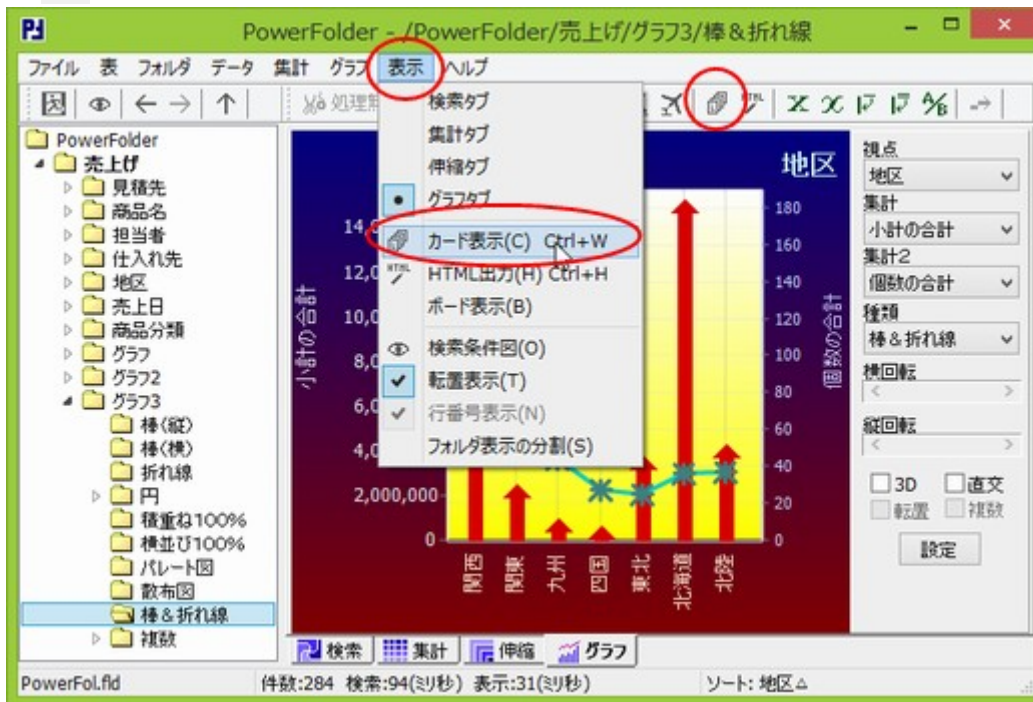 PowerFolder - /PowerFolder/売上げ/グラフ3/棒&折れ線
ファイル 表 フォルダ データ 集計 グラフ 表示 ヘルプ
PowerFolder
売上げ
見積先
商品名
担当者
仕入れ先
地区
売上日
商品分類
グラフ
グラフ2
グラフ3
棒(縦)
棒(横)
折れ線
円
積重ね100%
横並び100%
パレート図
散布図
棒&折れ線
複数
検索タブ
集計タブ
伸縮タブ
グラフタブ
カード表示(C) Ctrl+W
HTML出力(H) Ctrl+H
ボード表示(B)
検索条件図(O)
転置表示(T)
行番号表示(N)
フォルダ表示の分割(S)
地区
小計の合計
2,000,000
0
180
160
140
120
100
80
60
40
20
0
個数の合計
関西
関東
九州
四国
東北
北海道
北陸
視点
地区
集計
小計の合計
集計2
個数の合計
種類
棒&折れ線
横回転
縦回転
3D 直交
転置 複数
設定
検索 集計 伸縮 グラフ
PowerFol.fld 件数:284 検索:94(ミリ秒) 表示:31(ミリ秒) ソート: 地区△